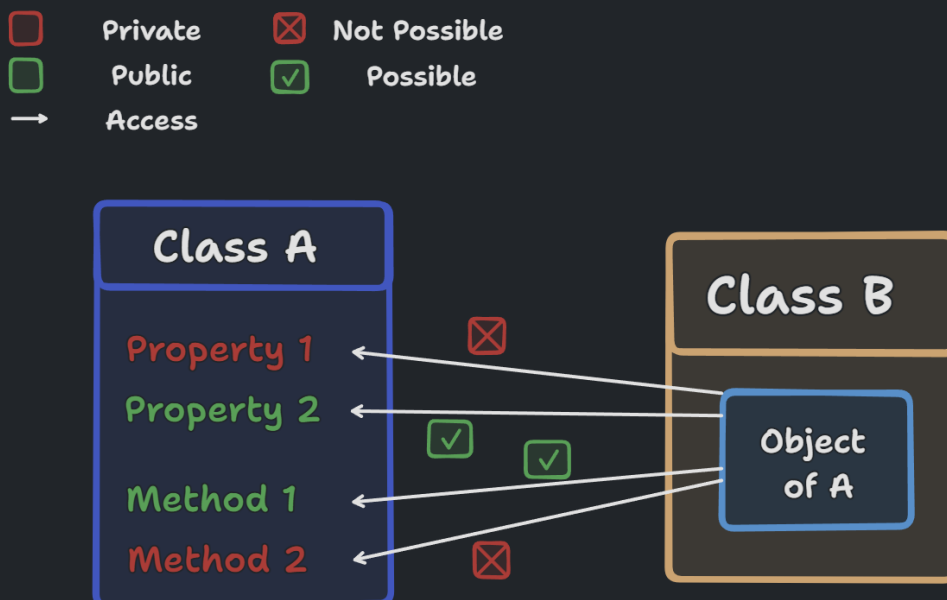 Private
Not Possible
Public
Possible
Access
Class A
Property 1
Property 2
Method 1
Method 2
Class B
Object
of A